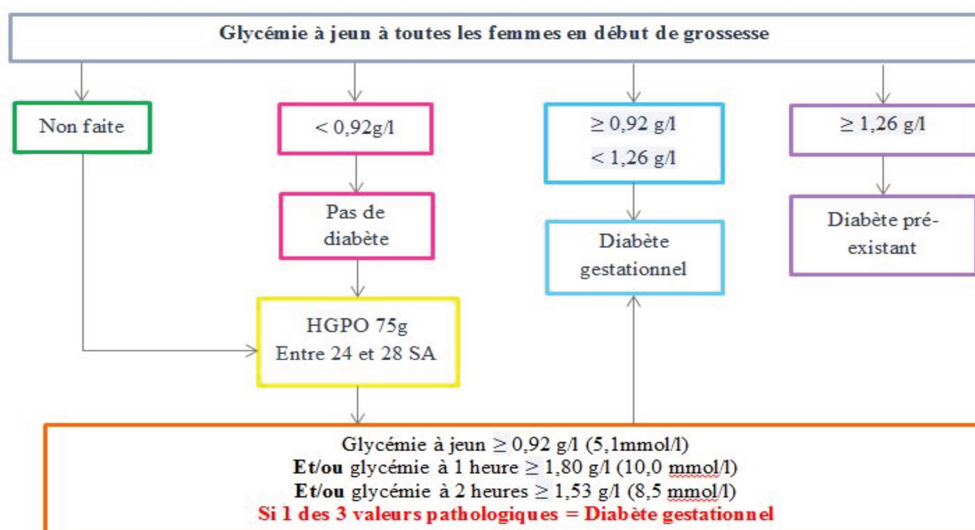 Glycémie à jeun à toutes les femmes en début de grossesse
Non faite
< 0,92g/l
≥ 0,92 g/l
< 1,26 g/l
≥ 1,26 g/l
Pas de
diabète
Diabète
gestationnel
Diabète pré-
existant
HGPO 75g
Entre 24 et 28 SA
Glycémie à jeun ≥ 0,92 g/l (5,1mmol/l)
Et/ou glycémie à 1 heure ≥ 1,80 g/l (10,0 mmol/l)
Et/ou glycémie à 2 heures ≥ 1,53 g/l (8,5 mmol/l)
Si 1 des 3 valeurs pathologiques = Diabète gestationnel